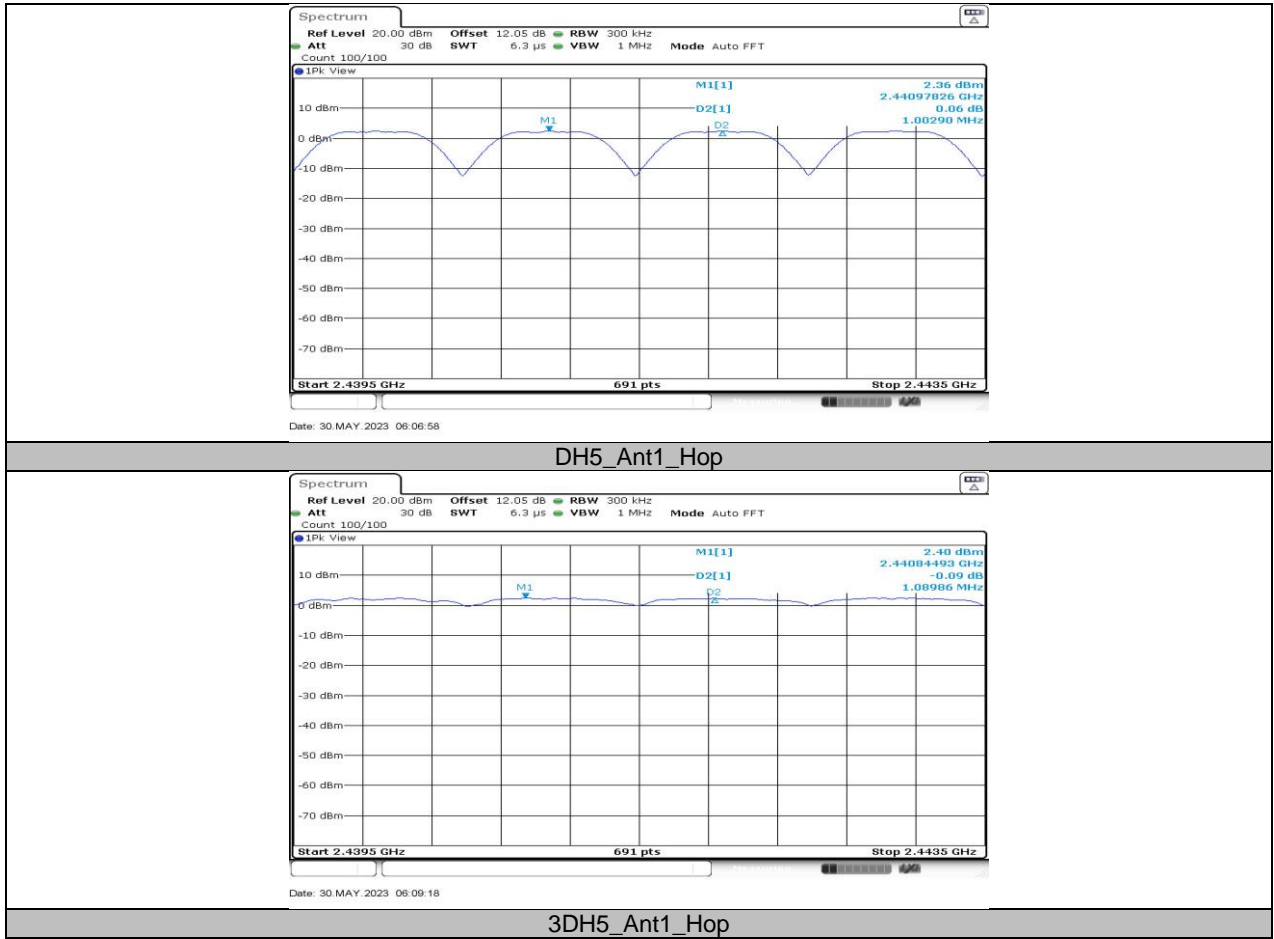 Spectrum
Ref Level 20.00 dBm Offset 12.05 dB RBW 300 kHz
Att 30 dB SWT 6.3 µs VBW 1 MHz Mode Auto FFT
Count 100/100
1Pk View
M1[1] 2.36 dBm
2.44097826 GHz
10 dBm D2[1] 0.06 dB
M1 D2 1.00290 MHz
0 dBm
-10 dBm
-20 dBm
-30 dBm
-40 dBm
-50 dBm
-60 dBm
-70 dBm
Start 2.4395 GHz 691 pts Stop 2.4435 GHz
Date: 30.MAY.2023 06:06:58
DH5_Ant1_Hop
Spectrum
Ref Level 20.00 dBm Offset 12.05 dB RBW 300 kHz
Att 30 dB SWT 6.3 µs VBW 1 MHz Mode Auto FFT
Count 100/100
1Pk View
M1[1] 2.40 dBm
2.44084493 GHz
10 dBm D2[1] -0.09 dB
M1 D2 1.08986 MHz
0 dBm
-10 dBm
-20 dBm
-30 dBm
-40 dBm
-50 dBm
-60 dBm
-70 dBm
Start 2.4395 GHz 691 pts Stop 2.4435 GHz
Date: 30.MAY.2023 06:09:18
3DH5_Ant1_Hop